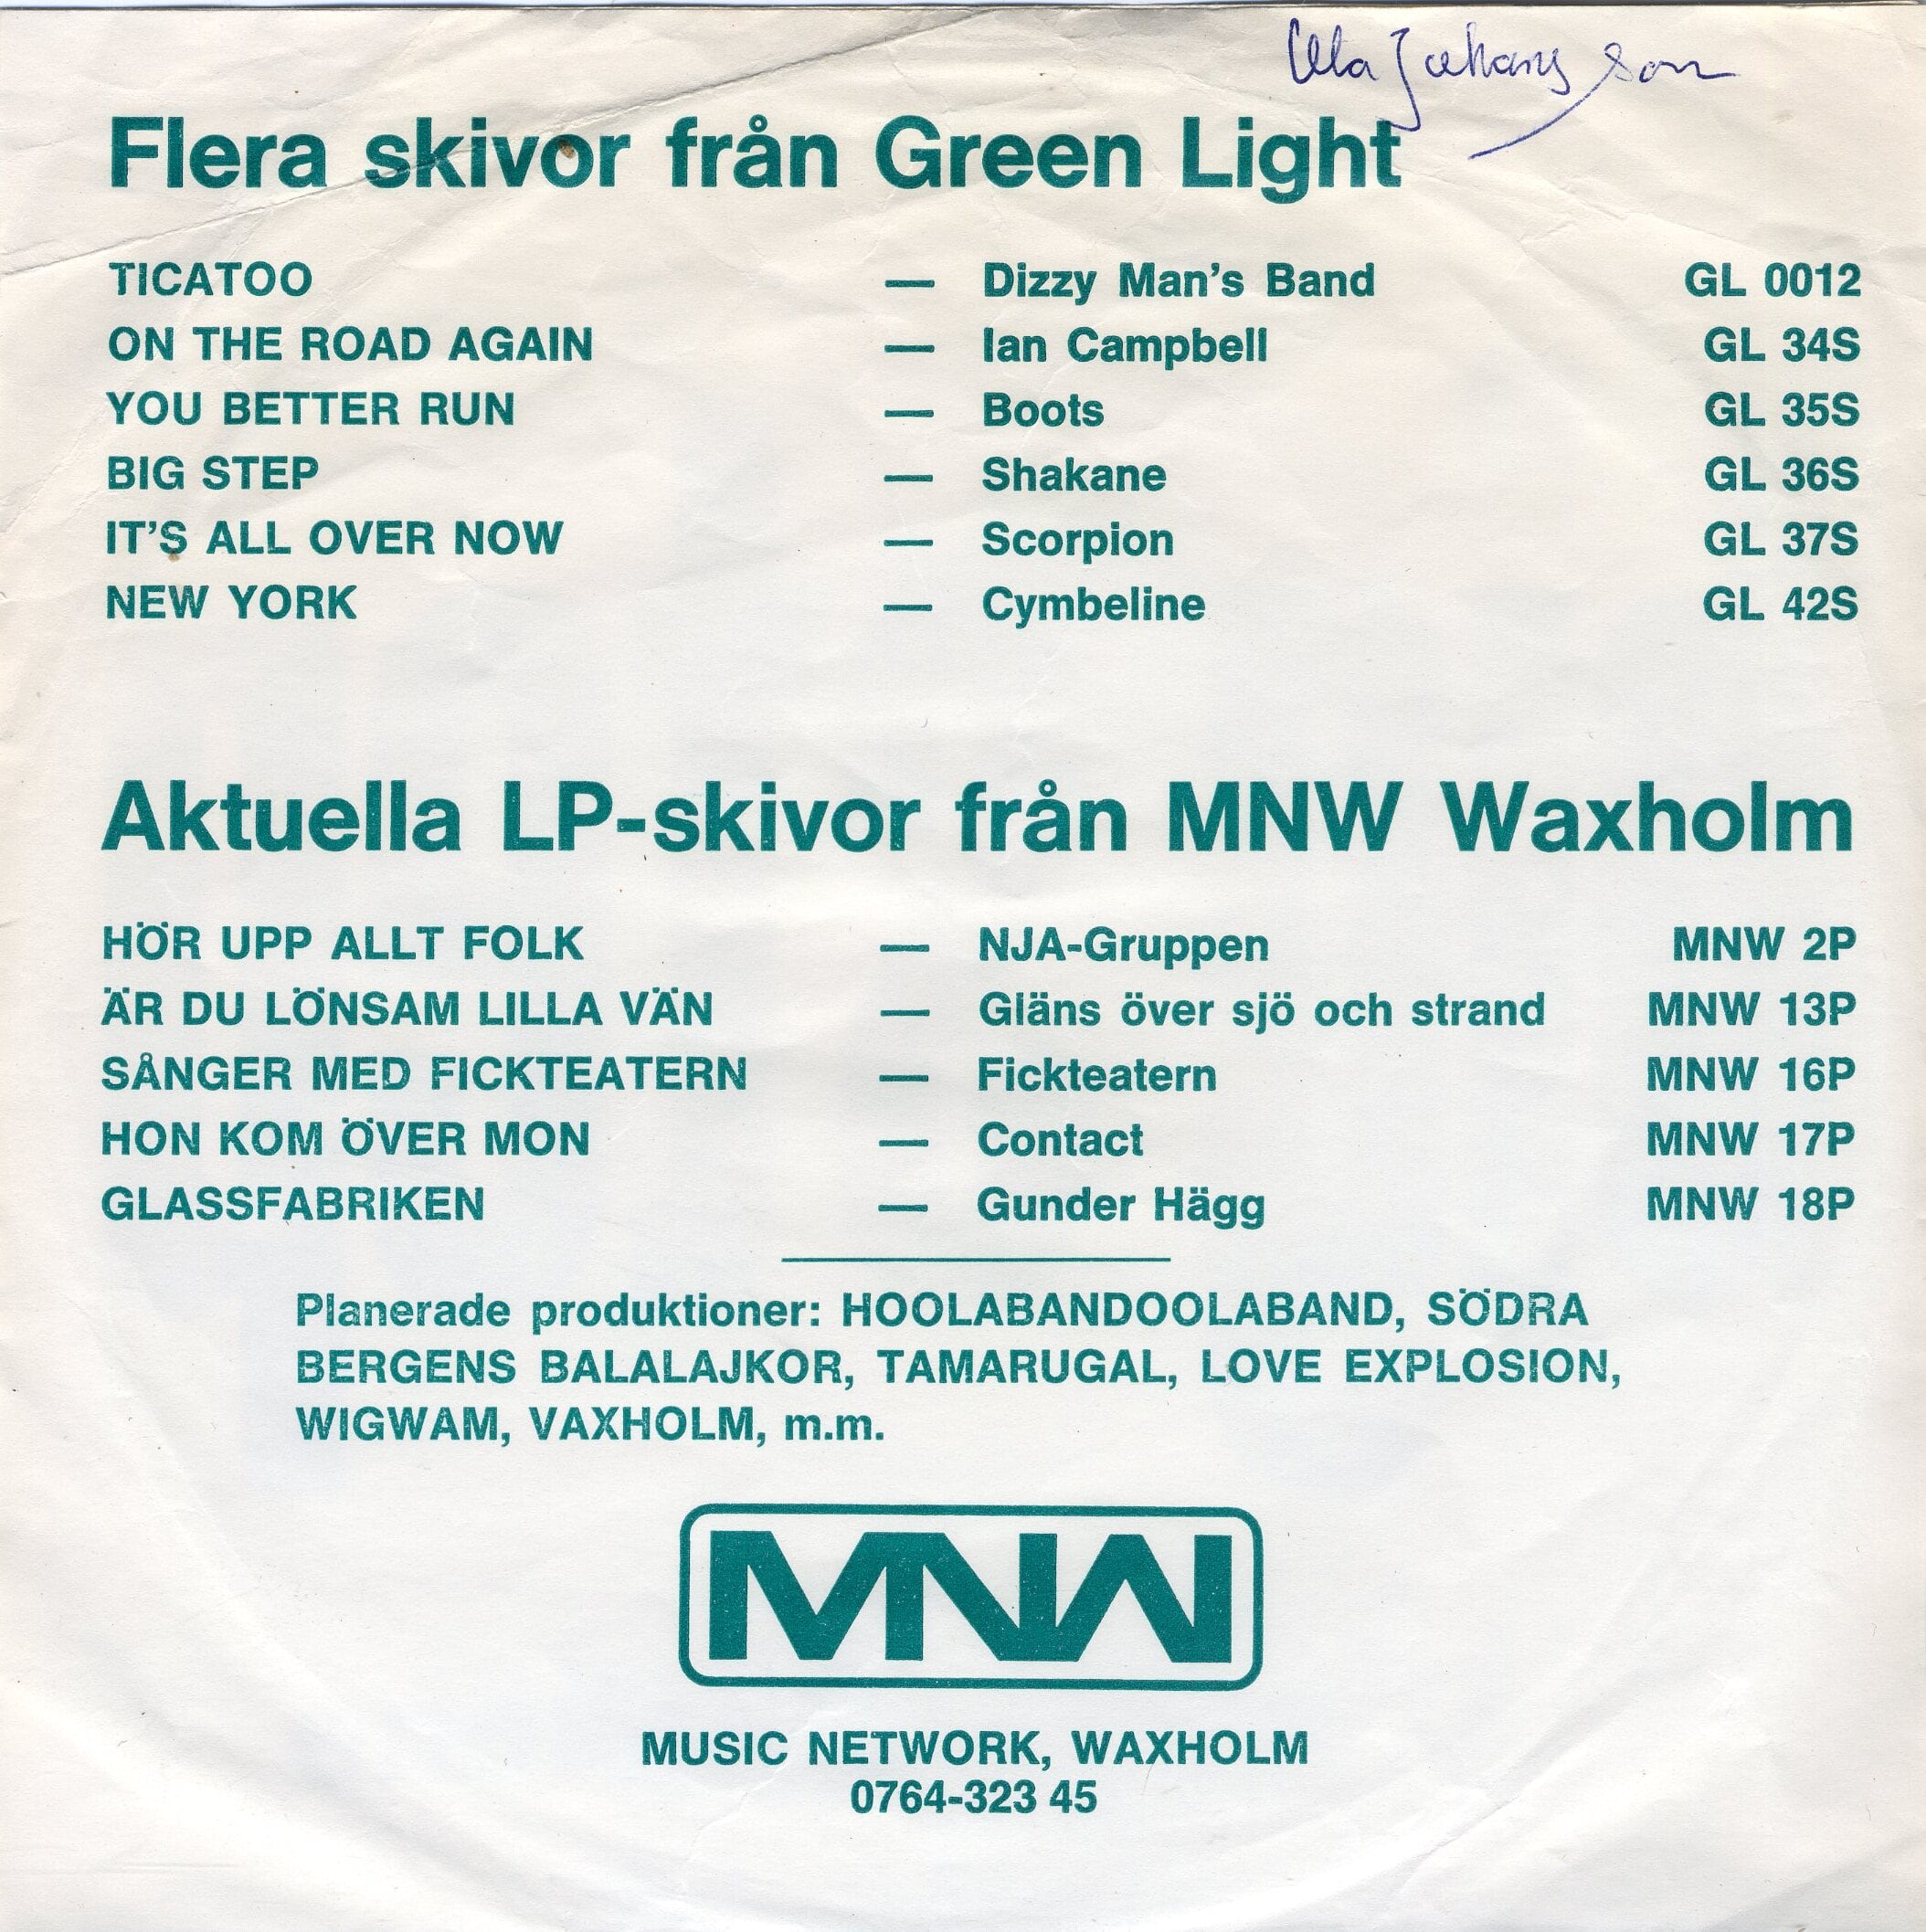 Flera skivor från Green Light
TICATOO — Dizzy Man's Band GL 0012
ON THE ROAD AGAIN — Ian Campbell GL 34S
YOU BETTER RUN — Boots GL 35S
BIG STEP — Shakane GL 36S
IT'S ALL OVER NOW — Scorpion GL 37S
NEW YORK — Cymbeline GL 42S
Aktuella LP-skivor från MNW Waxholm
HÖR UPP ALLT FOLK — NJA-Gruppen MNW 2P
ÄR DU LÖNSAM LILLA VÄN — Gläns över sjö och strand MNW 13P
SÅNGER MED FICKTEATERN — Fickteatern MNW 16P
HON KOM ÖVER MON — Contact MNW 17P
GLASSFABRIKEN — Gunder Hägg MNW 18P
Planerade produktioner: HOOLABANDOOLABAND, SÖDRA
BERGENS BALALAJKOR, TAMARUGAL, LOVE EXPLOSION,
WIGWAM, VAXHOLM, m.m.
MNW
MUSIC NETWORK, WAXHOLM
0764-323 45